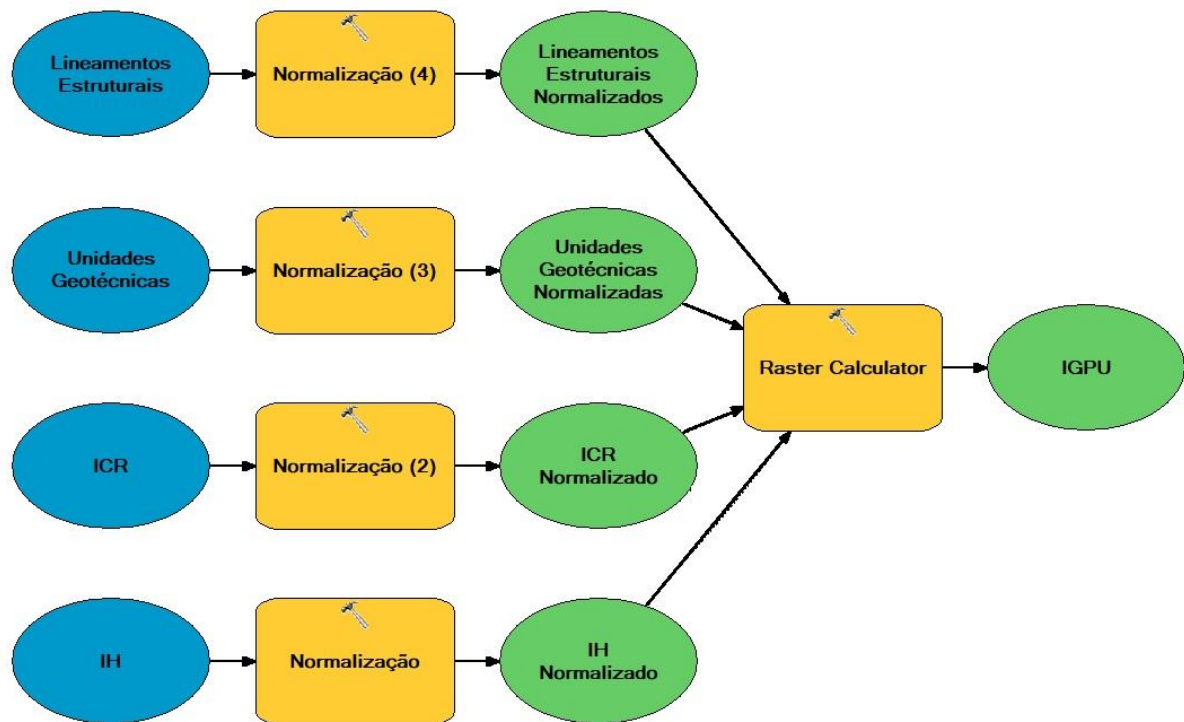 Lineamentos
Estruturais
Normalização (4)
Lineamentos
Estruturais
Normalizados
Unidades
Geotécnicas
Normalização (3)
Unidades
Geotécnicas
Normalizadas
Raster Calculator
IGPU
ICR
Normalização (2)
ICR
Normalizado
IH
Normalização
IH
Normalizado